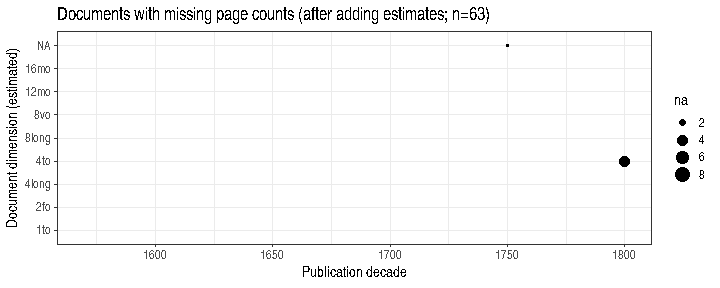 Documents with missing page counts (after adding estimates; n=63)
Document dimension (estimated)
NA
16mo
12mo
8vo
8long
4to
4long
2fo
1to
1600 1650 1700 1750 1800
Publication decade
na
2
4
6
8